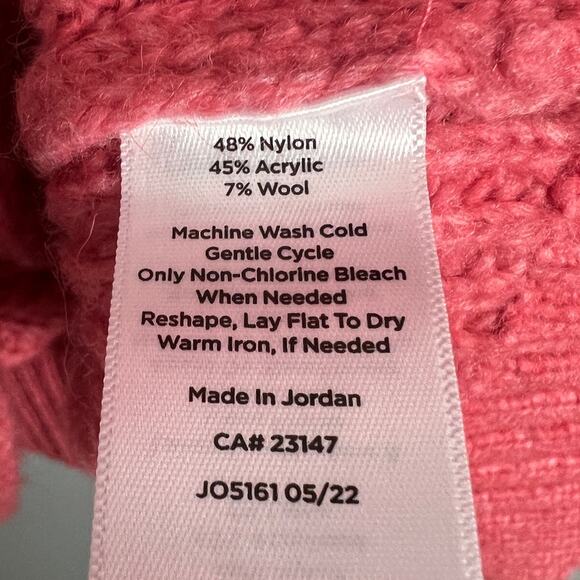 48% Nylon
45% Acrylic
7% Wool
Machine Wash Cold
Gentle Cycle
Only Non-Chlorine Bleach
When Needed
Reshape, Lay Flat To Dry
Warm Iron, If Needed
Made In Jordan
CA# 23147
JO5161 05/22